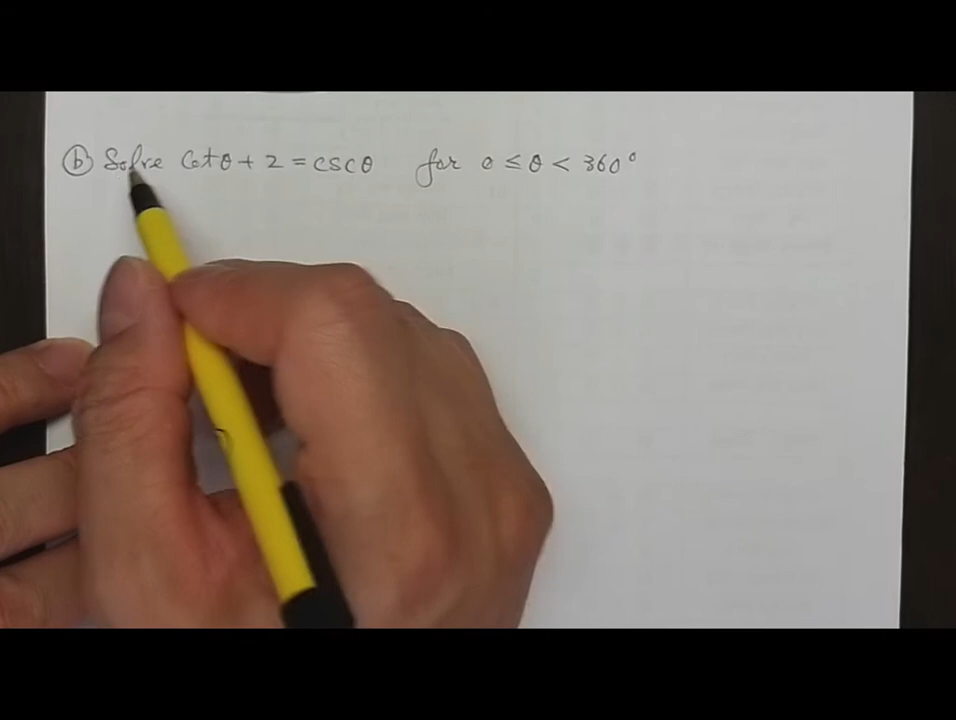 ⓑ Solve Cotθ + 2 = cscθ for 0 ≤ θ < 360°